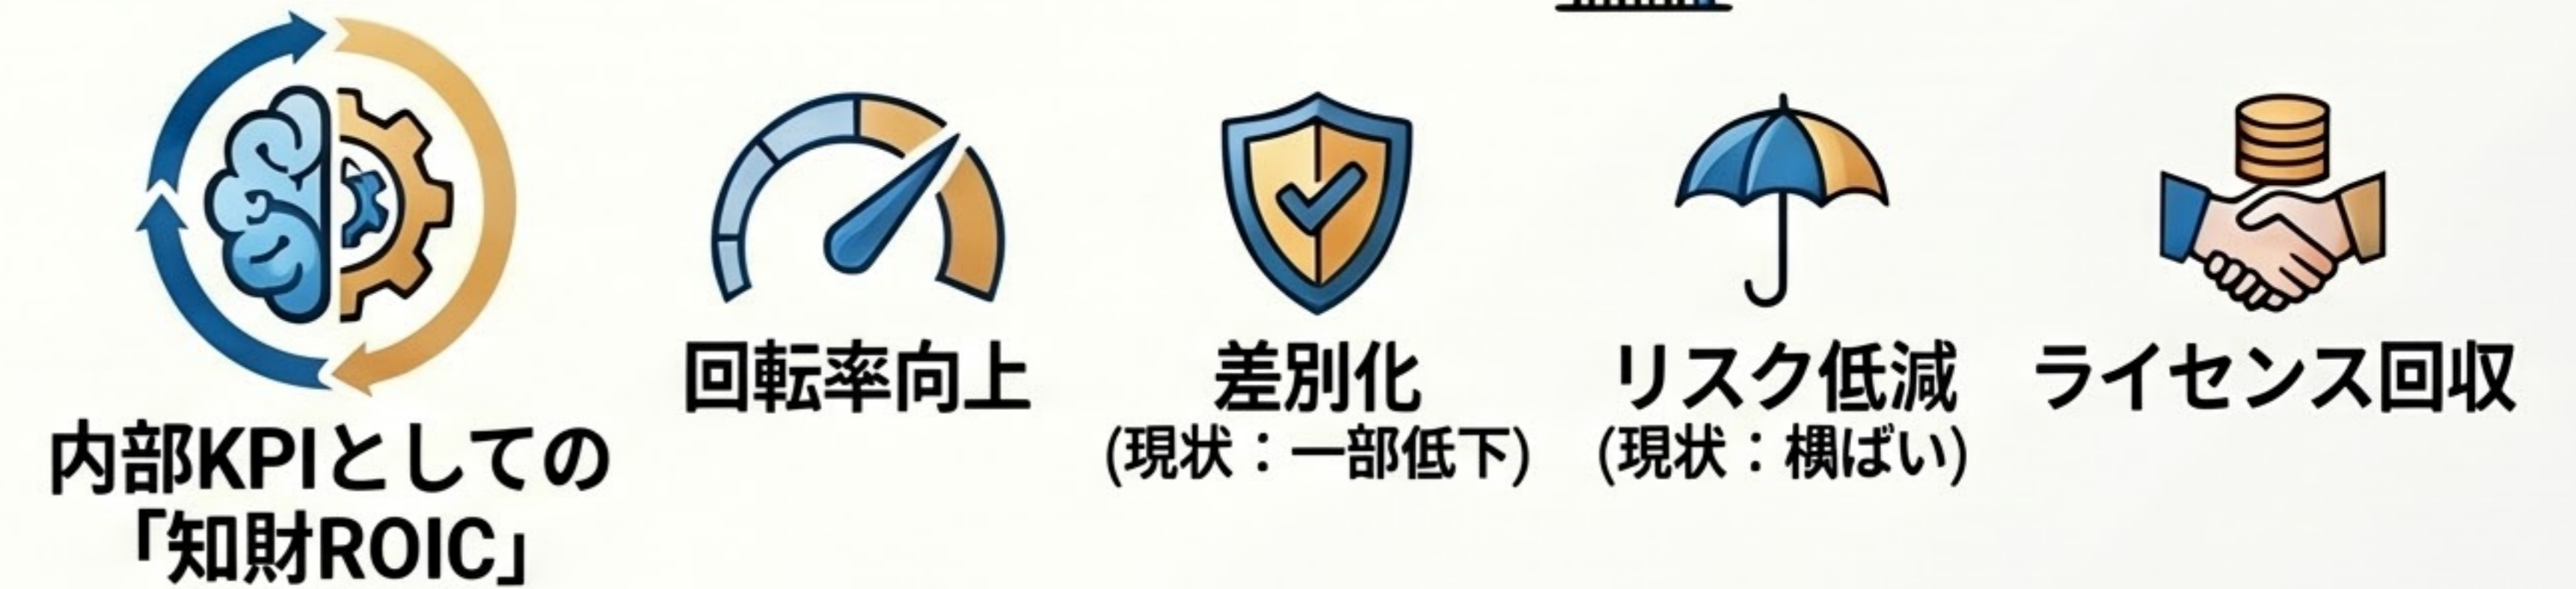 内部KPIとしての
「知財ROIC」
回転率向上
差別化
(現状：一部低下)
リスク低減
(現状：ばい)
ライセンス回収